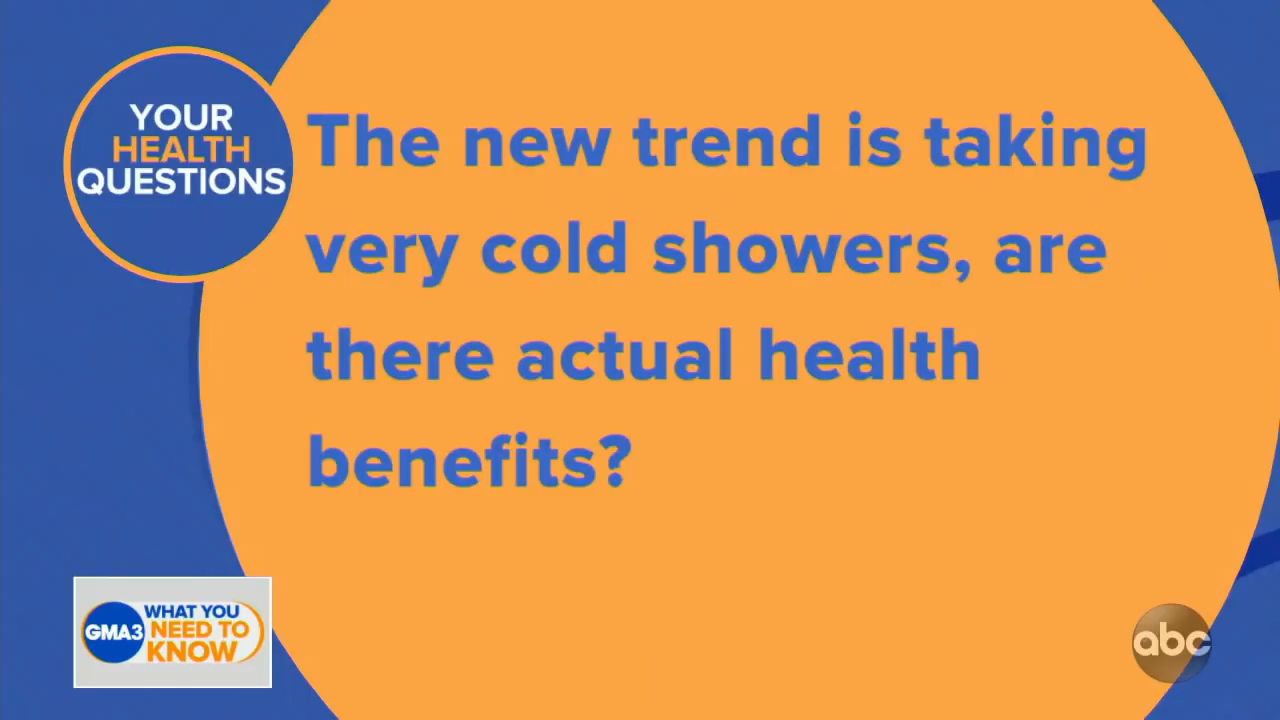 YOUR
HEALTH
QUESTIONS
The new trend is taking
very cold showers, are
there actual health
benefits?
GMA3
WHAT YOU
NEED TO
KNOW
abc